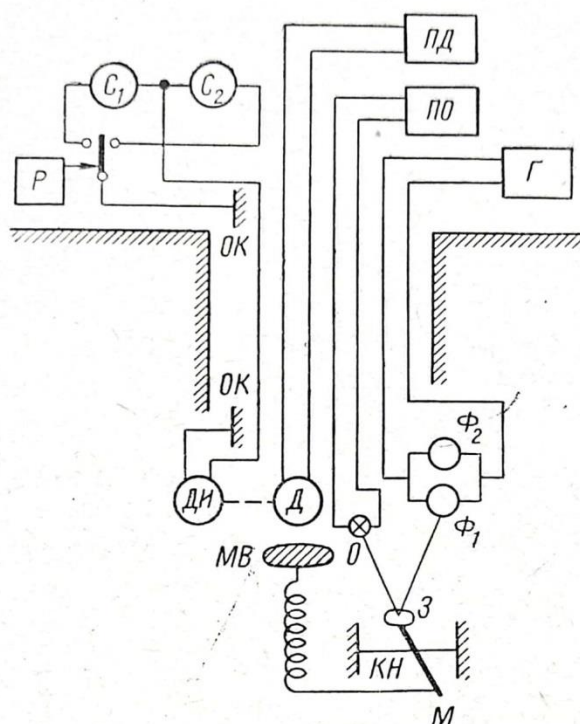 ПД
C₁
C₂
ПО
Р
Г
ОК
ОК
Ф₂
ДИ
Д
Ф₁
О
МВ
З
КН
М